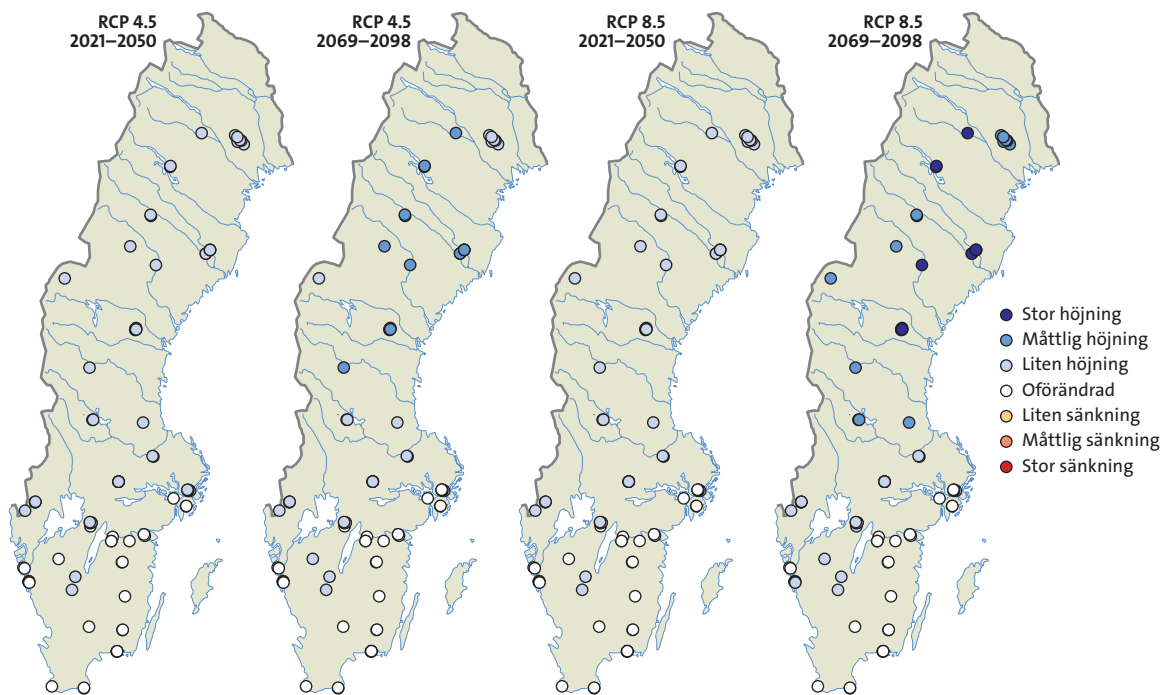 RCP 4.5
2021–2050
RCP 4.5
2069–2098
RCP 8.5
2021–2050
RCP 8.5
2069–2098
Stor höjning
Måttlig höjning
Liten höjning
Oförändrad
Liten sänkning
Måttlig sänkning
Stor sänkning